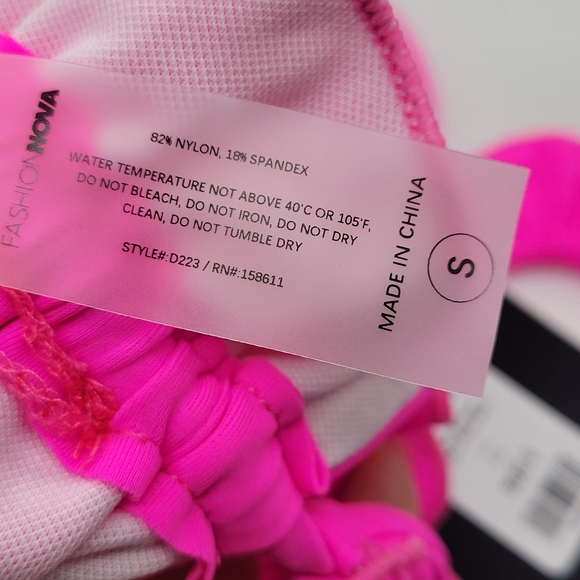 FASHIONNOVA
82% NYLON, 18% SPANDEX
WATER TEMPERATURE NOT ABOVE 40°C OR 105°F,
DO NOT BLEACH, DO NOT IRON, DO NOT DRY
CLEAN, DO NOT TUMBLE DRY
STYLE#:D223 / RN#:158611
MADE IN CHINA
S